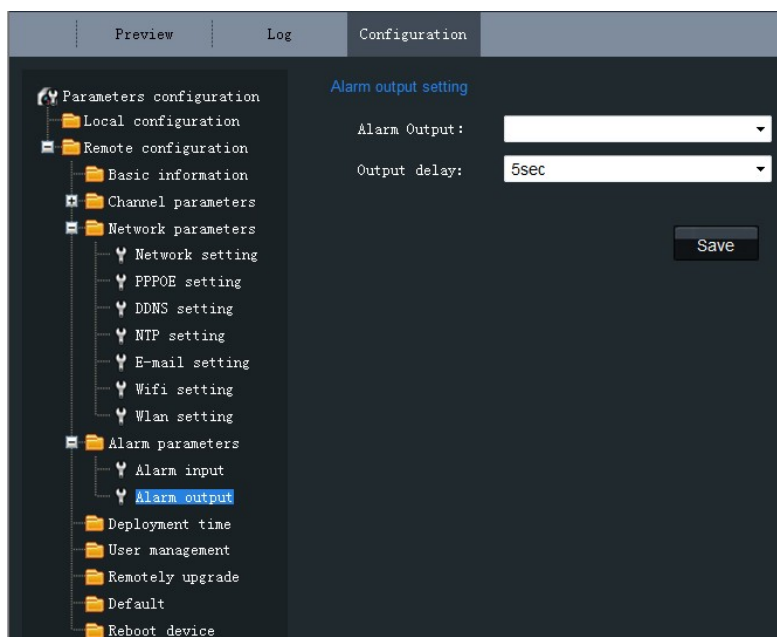 Preview
Log
Configuration
Parameters configuration
Local configuration
Remote configuration
Basic information
Channel parameters
Network parameters
Network setting
PPPOE setting
DDNS setting
NTP setting
E-mail setting
Wifi setting
Wlan setting
Alarm parameters
Alarm input
Alarm output
Deployment time
User management
Remotely upgrade
Default
Reboot device
Alarm output setting
Alarm Output:
Output delay: 5sec
Save